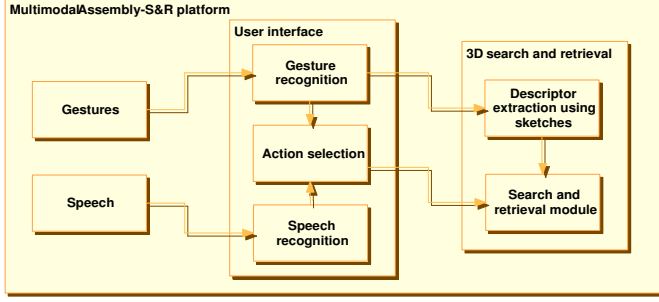 MultimodalAssembly-S&R platform
User interface
Gesture
recognition
3D search and retrieval
Gestures
Descriptor
extraction using
sketches
Action selection
Speech
Search and
retrieval module
Speech
recognition